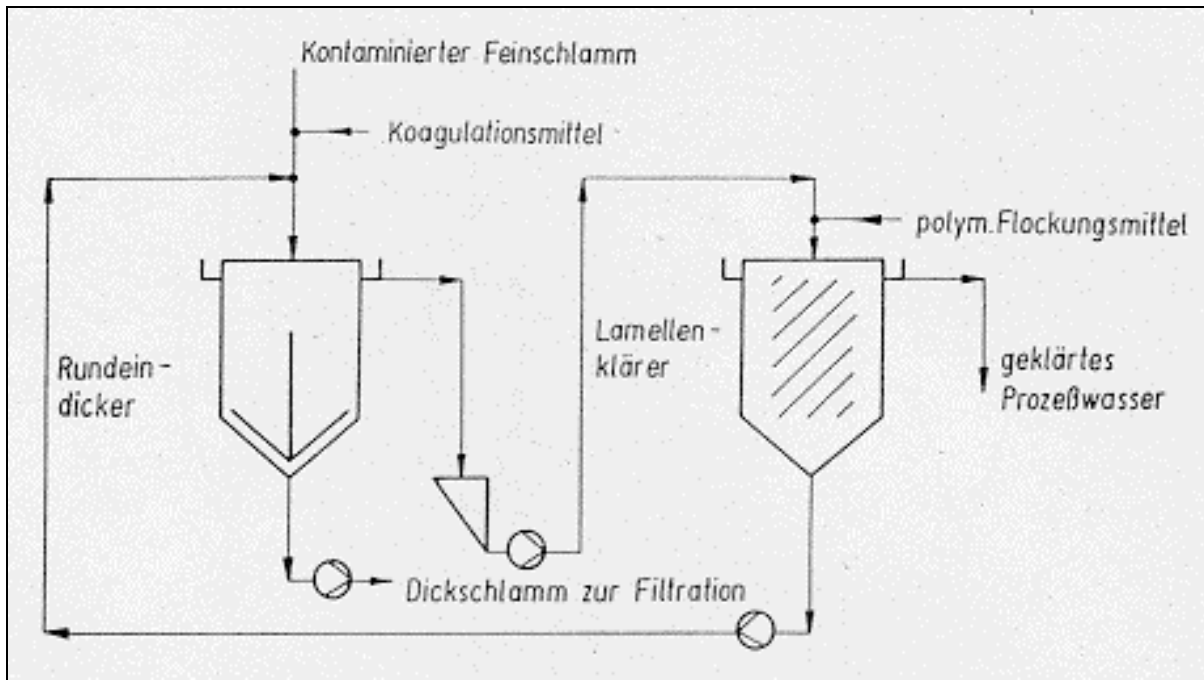 Kontaminierter Feinschlamm
Koagulationsmittel
polym.Flockungsmittel
Rundein-
dicker
Lamellen-
klärer
geklärtes
Prozeßwasser
Dickschlamm zur Filtration